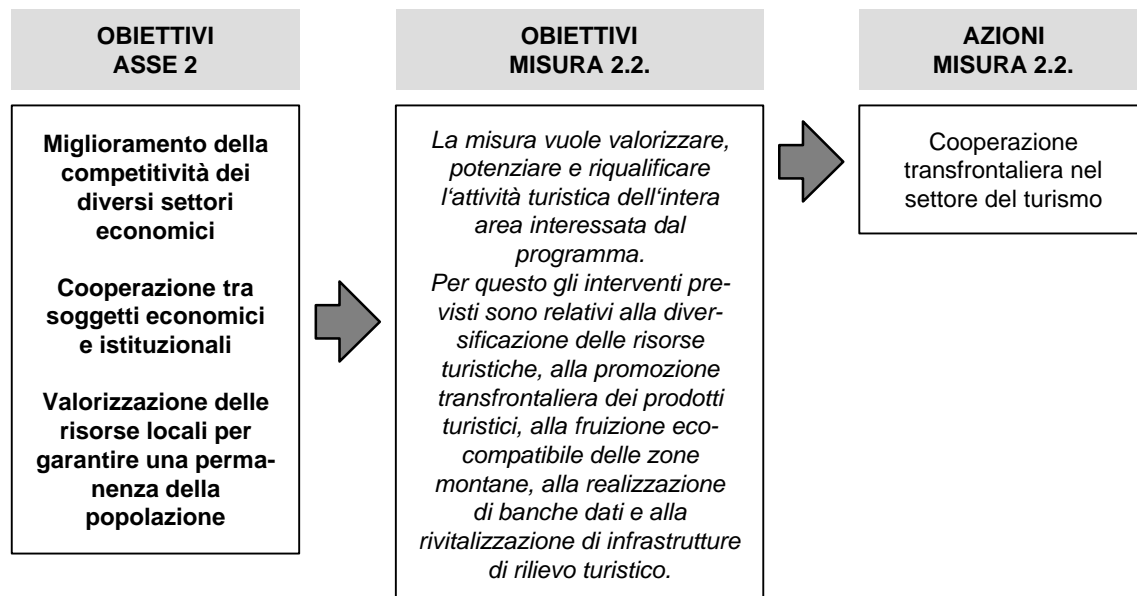 OBIETTIVI
ASSE 2
Miglioramento della
competitività dei
diversi settori
economici
Cooperazione tra
soggetti economici
e istituzionali
Valorizzazione delle
risorse locali per
garantire una perma-
nenza della
popolazione
OBIETTIVI
MISURA 2.2.
La misura vuole valorizzare,
potenziare e riqualificare
l‘attività turistica dell‘intera
area interessata dal
programma.
Per questo gli interventi pre-
visti sono relativi alla diver-
sificazione delle risorse
turistiche, alla promozione
transfrontaliera dei prodotti
turistici, alla fruizione eco-
compatibile delle zone
montane, alla realizzazione
di banche dati e alla
rivitalizzazione di infrastrutture
di rilievo turistico.
AZIONI
MISURA 2.2.
Cooperazione
transfrontaliera nel
settore del turismo